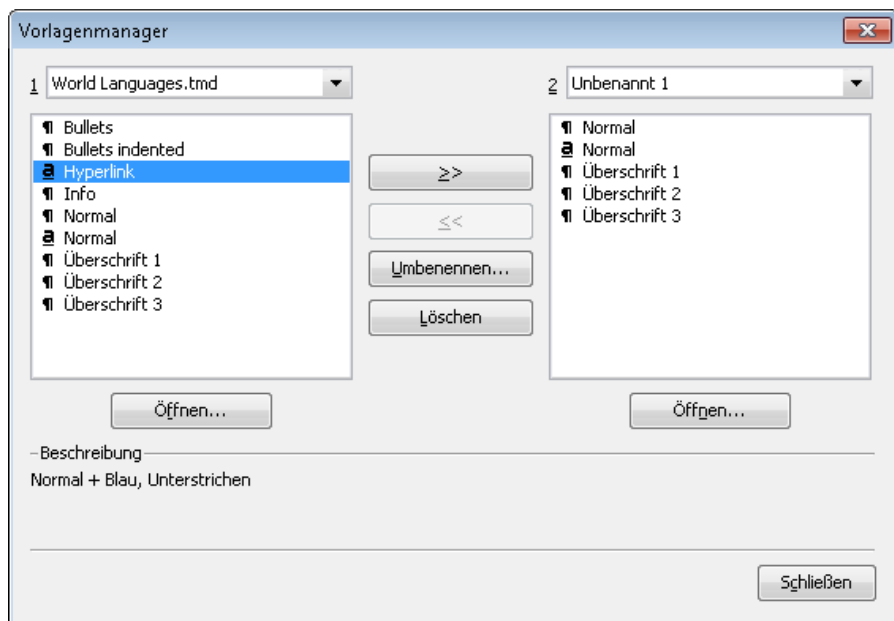 Vorlagenmanager
1 World Languages.tmd
2 Unbenannt 1
¶ Bullets
¶ Bullets indented
a Hyperlink
¶ Info
¶ Normal
a Normal
¶ Überschrift 1
¶ Überschrift 2
¶ Überschrift 3
≥>
≤<
Umbenennen...
Löschen
¶ Normal
a Normal
¶ Überschrift 1
¶ Überschrift 2
¶ Überschrift 3
Öffnen...
Öffnen...
Beschreibung
Normal + Blau, Unterstrichen
Schließen